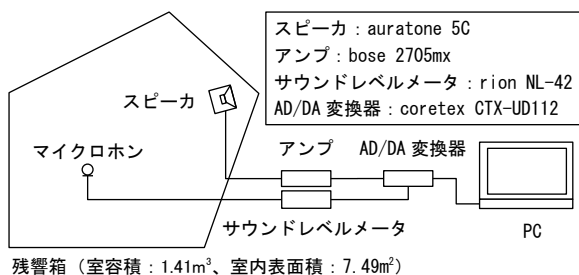 スピーカ：auratone 5C
アンプ：bose 2705mx
サウンドレベルメータ：rion NL-42
AD/DA 変換器：coretex CTX-UD112
スピーカ
マイクロホン
アンプ
AD/DA 変換器
サウンドレベルメータ
PC
残響箱（室容積：1.41m³、室内表面積：7.49m²）